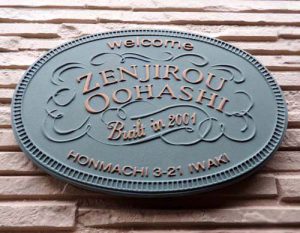 welcome
ZENJIROU
OOHASHI
Built in 2001
HONMACHI 3-21 IWAKI